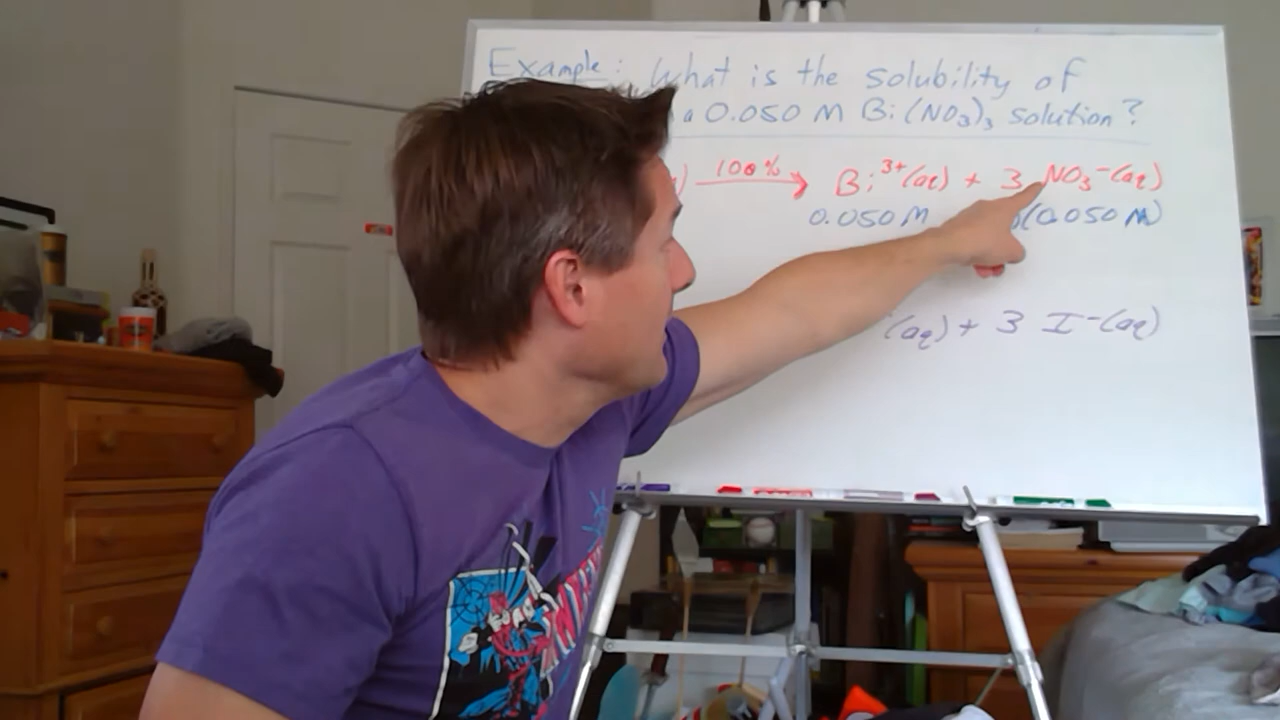 Example: What is the solubility of
a 0.050 M Bi(NO₃)₃ solution?
) 100% → Bi³⁺(aq) + 3 NO₃⁻(aq)
0.050 M (0.050 M)
(aq) + 3 I⁻(aq)